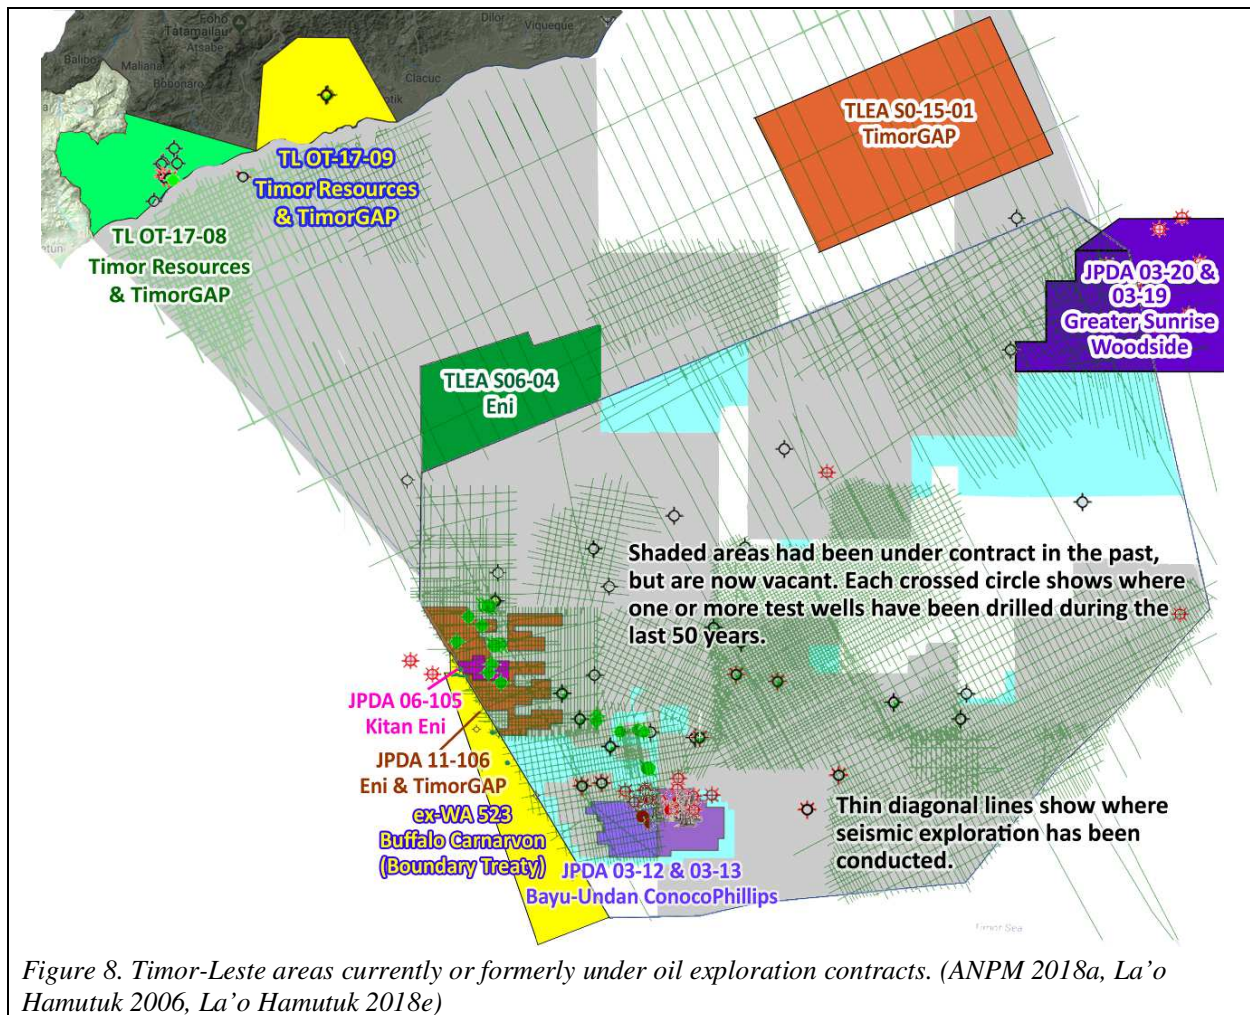 Foho
Tatamailau
Atsabe
Dilor
Viqueque
Balibo
Maliana
Bobonaro
Clacuc
TLEA S0-15-01
TimorGAP
TL OT-17-09
Timor Resources
& TimorGAP
TL OT-17-08
Timor Resources
& TimorGAP
JPDA 03-20 &
03-19
Greater Sunrise
Woodside
TLEA S06-04
Eni
Shaded areas had been under contract in the past,
but are now vacant. Each crossed circle shows where
one or more test wells have been drilled during the
last 50 years.
JPDA 06-105
Kitan Eni
JPDA 11-106
Eni & TimorGAP
ex-WA 523
Buffalo Carnarvon
(Boundary Treaty)
JPDA 03-12 & 03-13
Bayu-Undan ConocoPhillips
Thin diagonal lines show where
seismic exploration has been
conducted.
Timor Sea
Figure 8. Timor-Leste areas currently or formerly under oil exploration contracts. (ANPM 2018a, La’o
Hamutuk 2006, La’o Hamutuk 2018e)